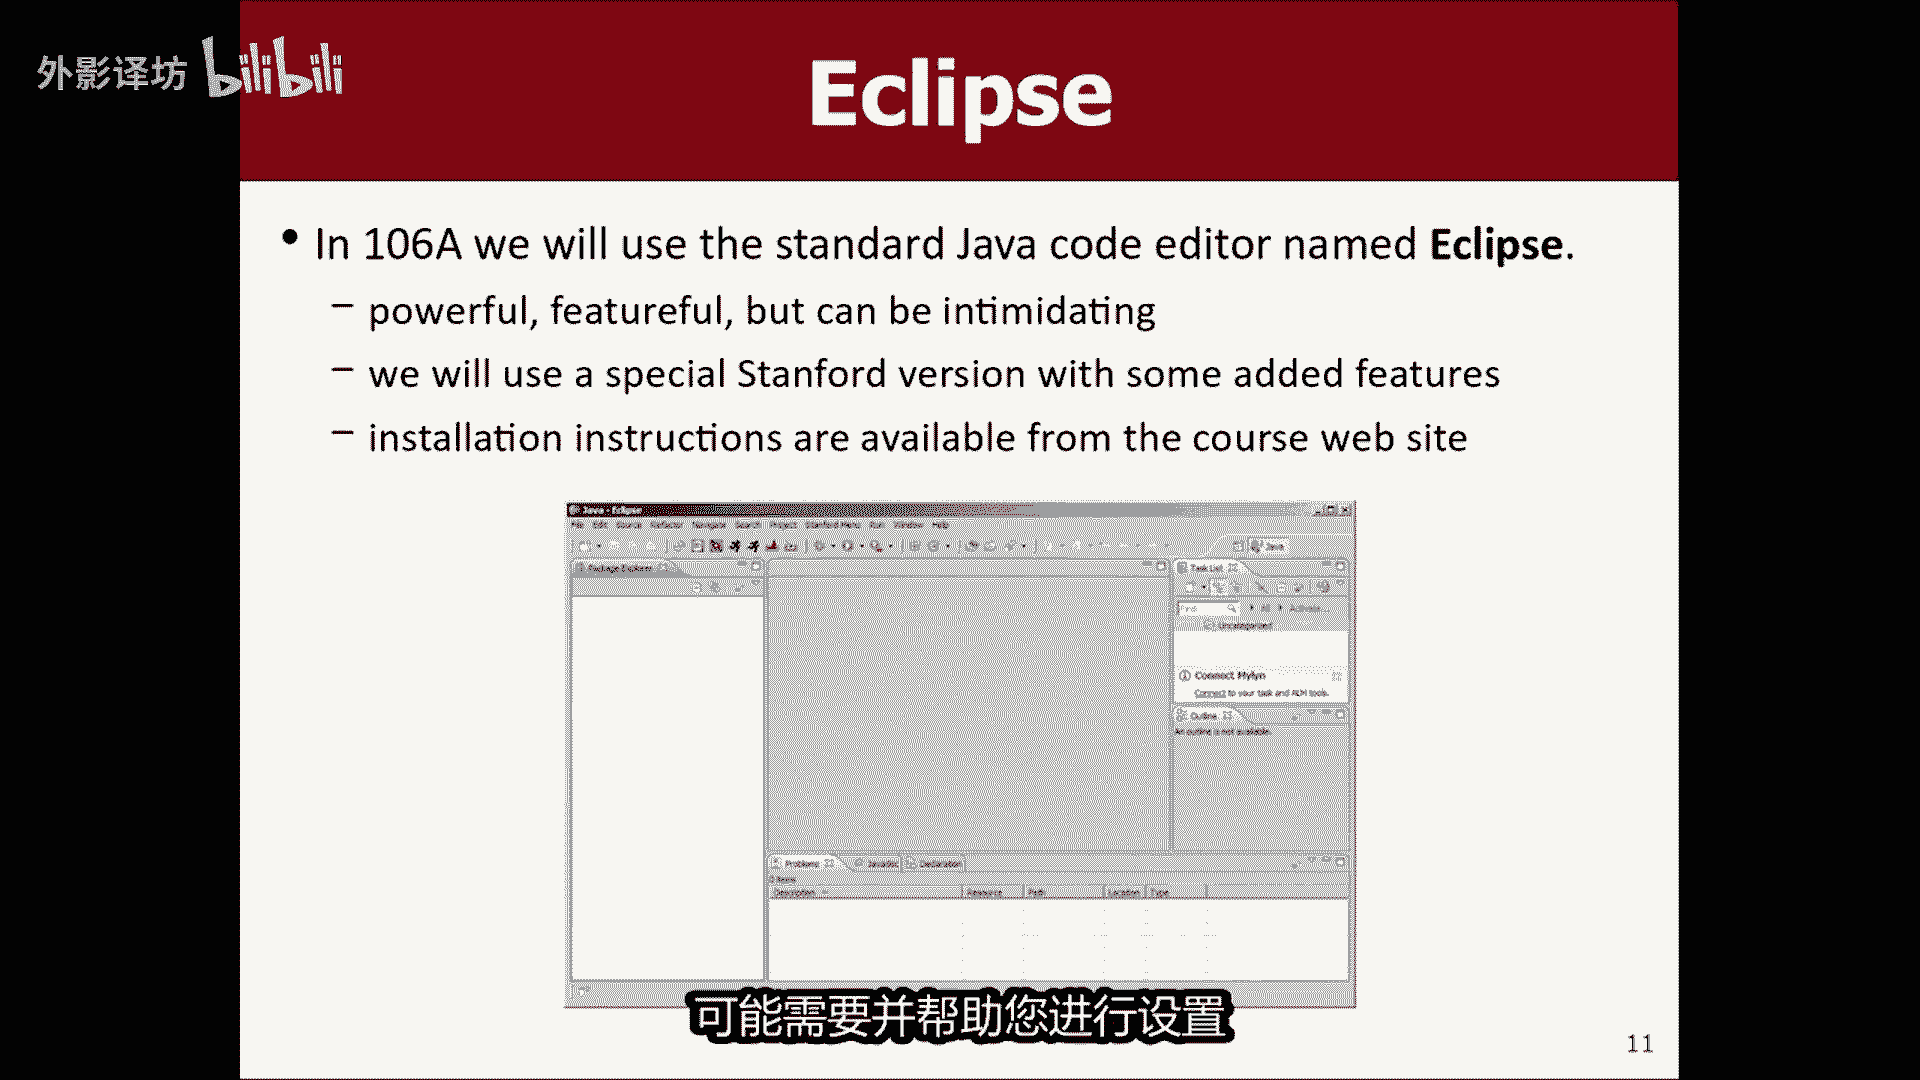 外影译坊 bilibili
Eclipse
• In 106A we will use the standard Java code editor named Eclipse.
– powerful, featureful, but can be intimidating
– we will use a special Stanford version with some added features
– installation instructions are available from the course web site
Java - Eclipse
File Edit Source Refactor Navigate Search Project Stanford Menu Run Window Help
Java
Package Explorer
Task List
Find All Activate...
Uncategorized
Connect Mylyn
Connect to your task and ALM tools.
Outline
An outline is not available.
Problems Javadoc Declaration
0 items
Description Resource Path Location Type
可能需要并帮助您进行设置
11